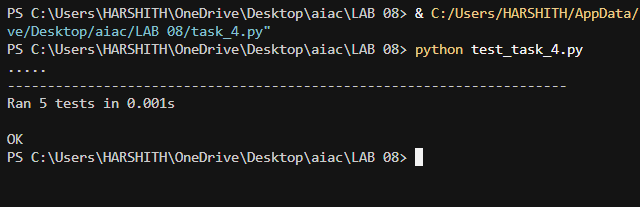 PS C:\Users\HARSHITH\OneDrive\Desktop\aiac\LAB 08> & C:/Users/HARSHITH/AppData/
ve/Desktop/aiac/LAB 08/task_4.py"
PS C:\Users\HARSHITH\OneDrive\Desktop\aiac\LAB 08> python test_task_4.py
.....
----------------------------------------------------------------------
Ran 5 tests in 0.001s
OK
PS C:\Users\HARSHITH\OneDrive\Desktop\aiac\LAB 08>